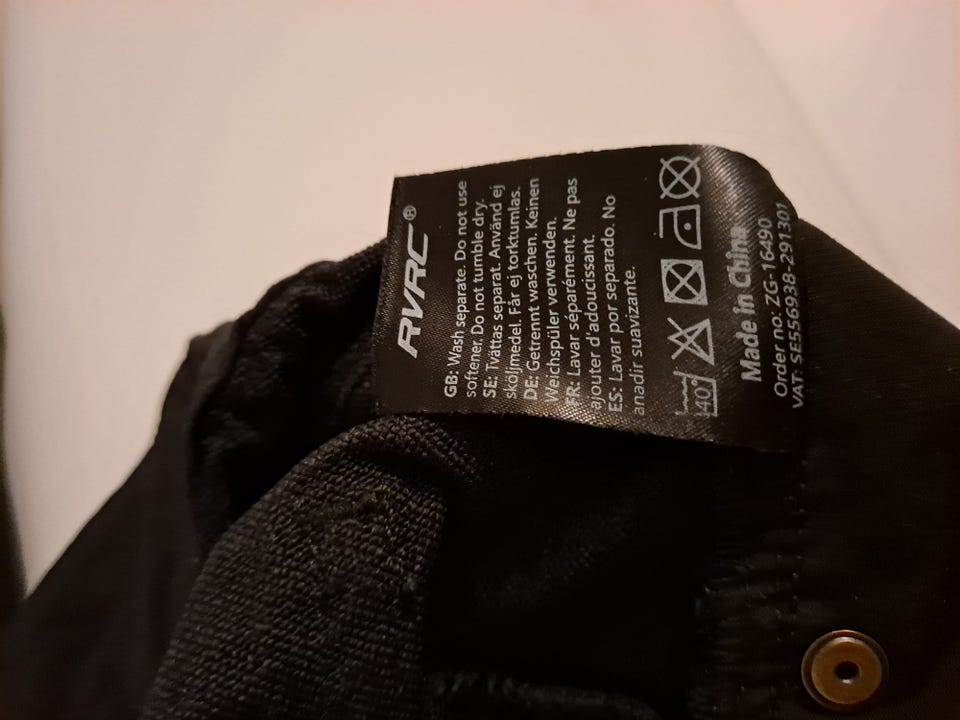 RVRC®
GB: Wash separate. Do not use
softener. Do not tumble dry.
SE: Tvättas separat. Använd ej
sköljmedel. Får ej torktumlas.
DE: Getrennt waschen. Keinen
Weichspüler verwenden.
FR: Lavar séparément. Ne pas
ajouter d'adoucissant.
ES: Lavar por separado. No
anadir suavizante.
40°
Made in China
Order no: ZG-16490
VAT: SE556938-291301